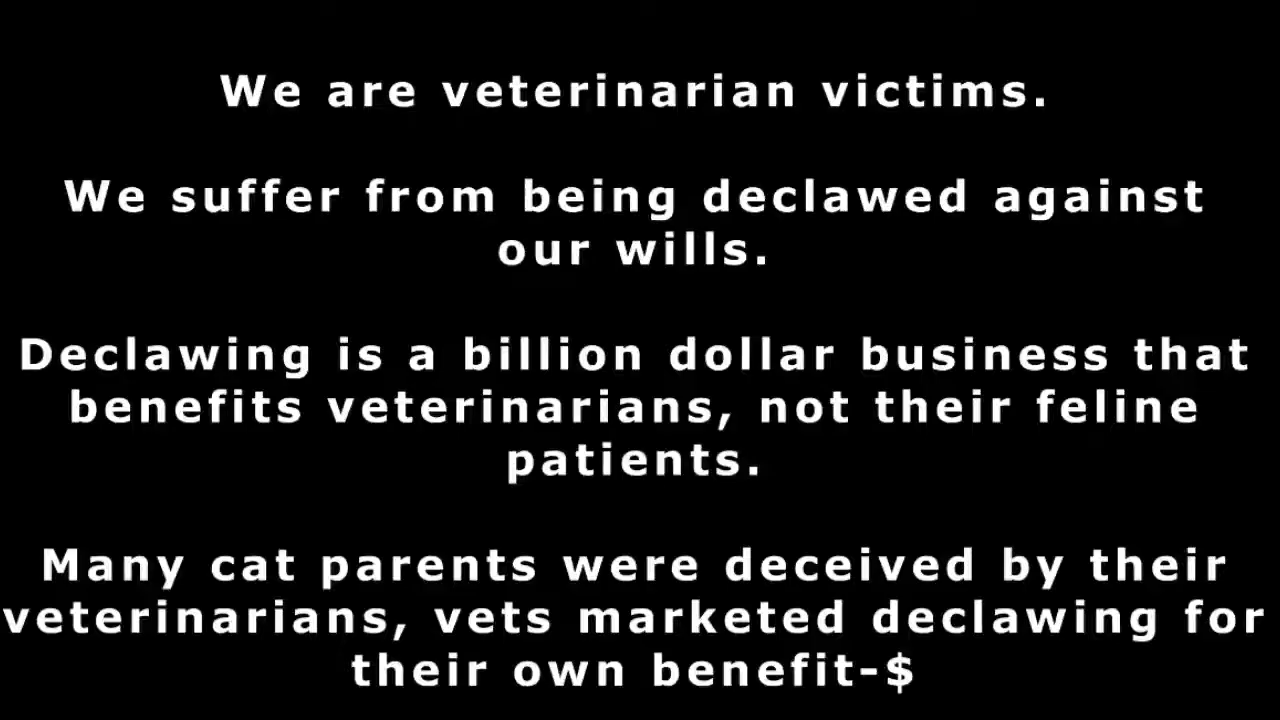 We are veterinarian victims.
We suffer from being declawed against
our wills.
Declawing is a billion dollar business that
benefits veterinarians, not their feline
patients.
Many cat parents were deceived by their
veterinarians, vets marketed declawing for
their own benefit-$